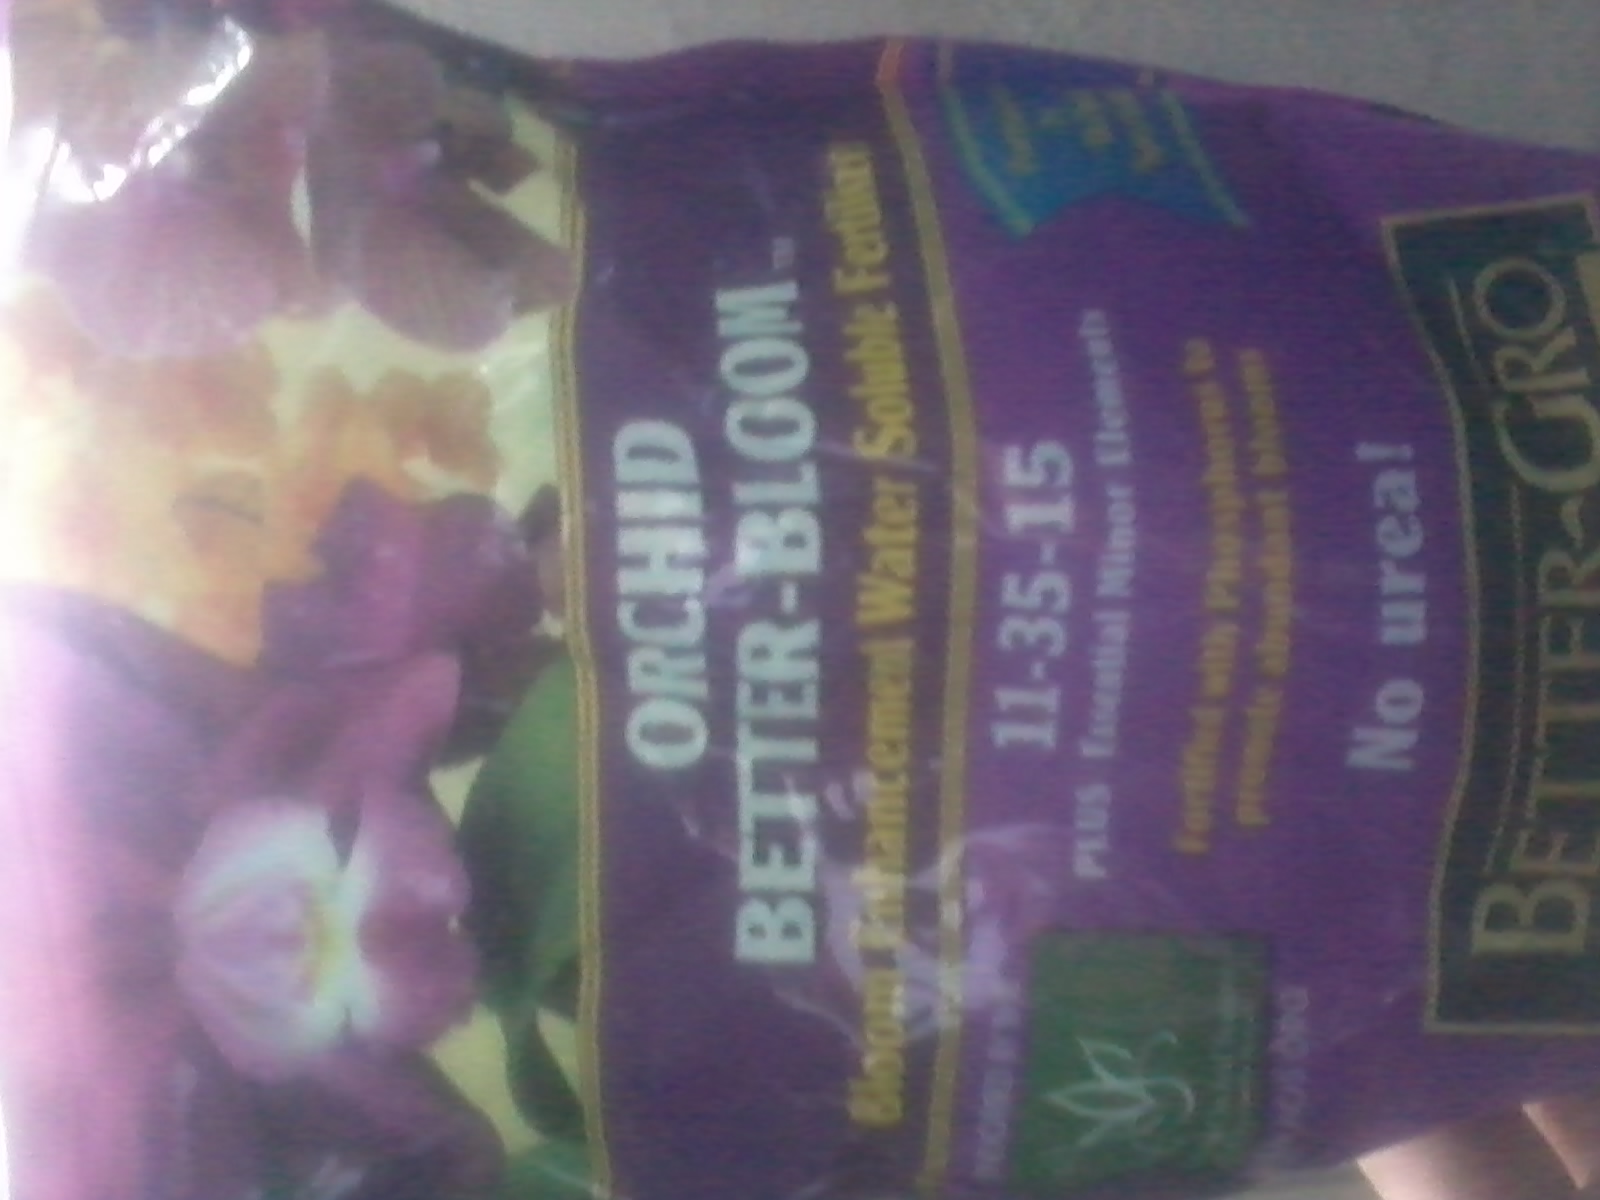 ORCHID
BETTER-BLOOM™
Bloom Enhancement Water Soluble Fertilizer
11-35-15
PLUS Essential Minor Elements
Fortified with Phosphorus to
promote abundant blooms
No urea!
BETTER-GRO